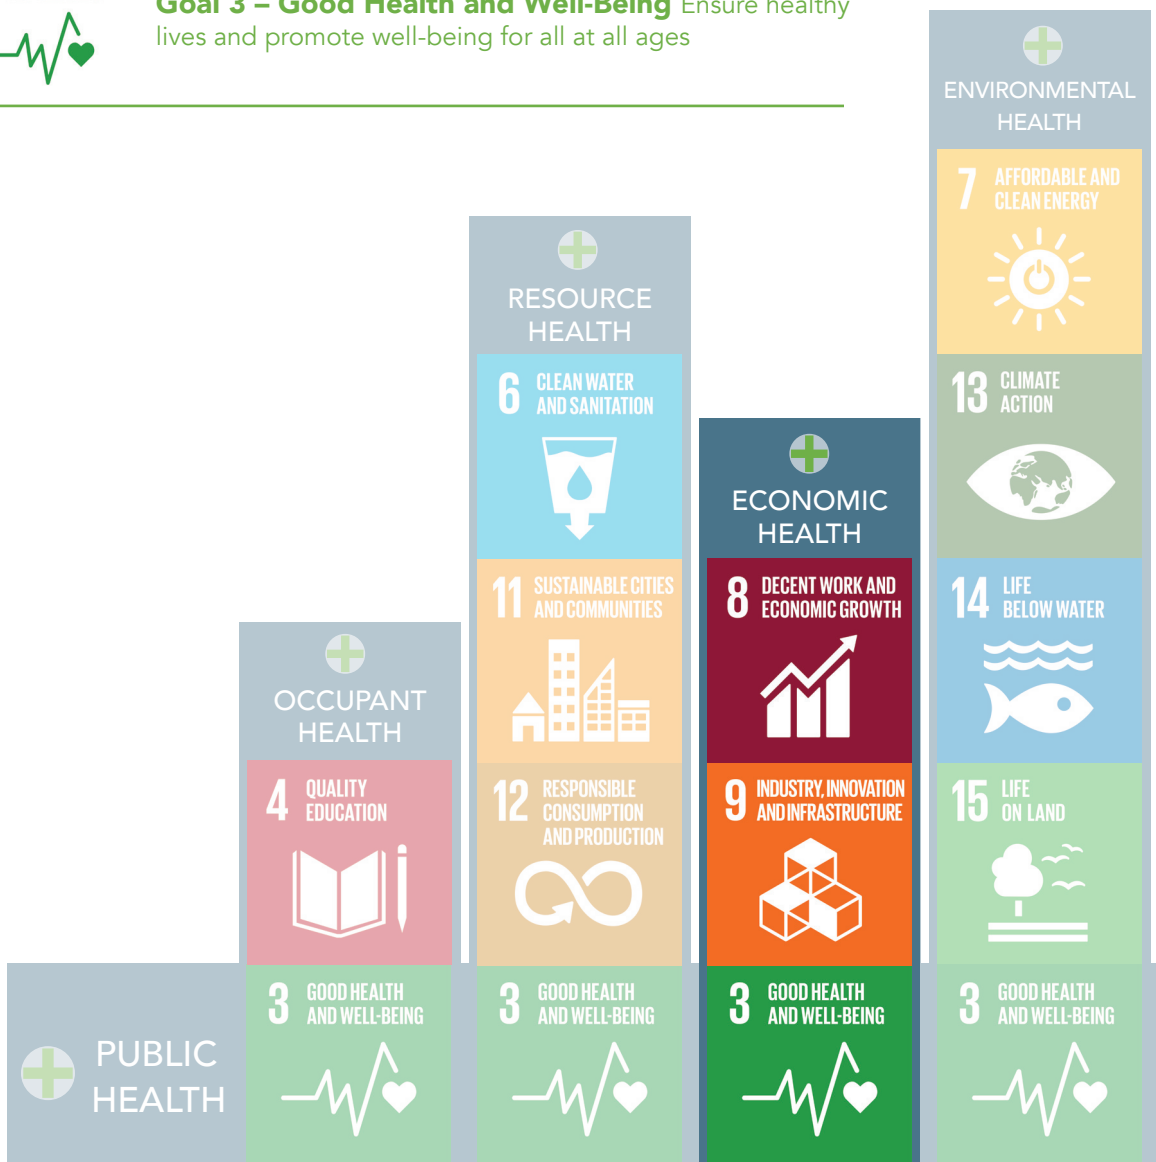 Goal 3 – Good Health and Well-Being Ensure healthy
lives and promote well-being for all at all ages
ENVIRONMENTAL
HEALTH
7 AFFORDABLE AND
CLEAN ENERGY
13 CLIMATE
ACTION
14 LIFE
BELOW WATER
15 LIFE
ON LAND
3 GOOD HEALTH
AND WELL-BEING
RESOURCE
HEALTH
6 CLEAN WATER
AND SANITATION
11 SUSTAINABLE CITIES
AND COMMUNITIES
12 RESPONSIBLE
CONSUMPTION
AND PRODUCTION
3 GOOD HEALTH
AND WELL-BEING
ECONOMIC
HEALTH
8 DECENT WORK AND
ECONOMIC GROWTH
9 INDUSTRY, INNOVATION
AND INFRASTRUCTURE
3 GOOD HEALTH
AND WELL-BEING
OCCUPANT
HEALTH
4 QUALITY
EDUCATION
3 GOOD HEALTH
AND WELL-BEING
PUBLIC
HEALTH